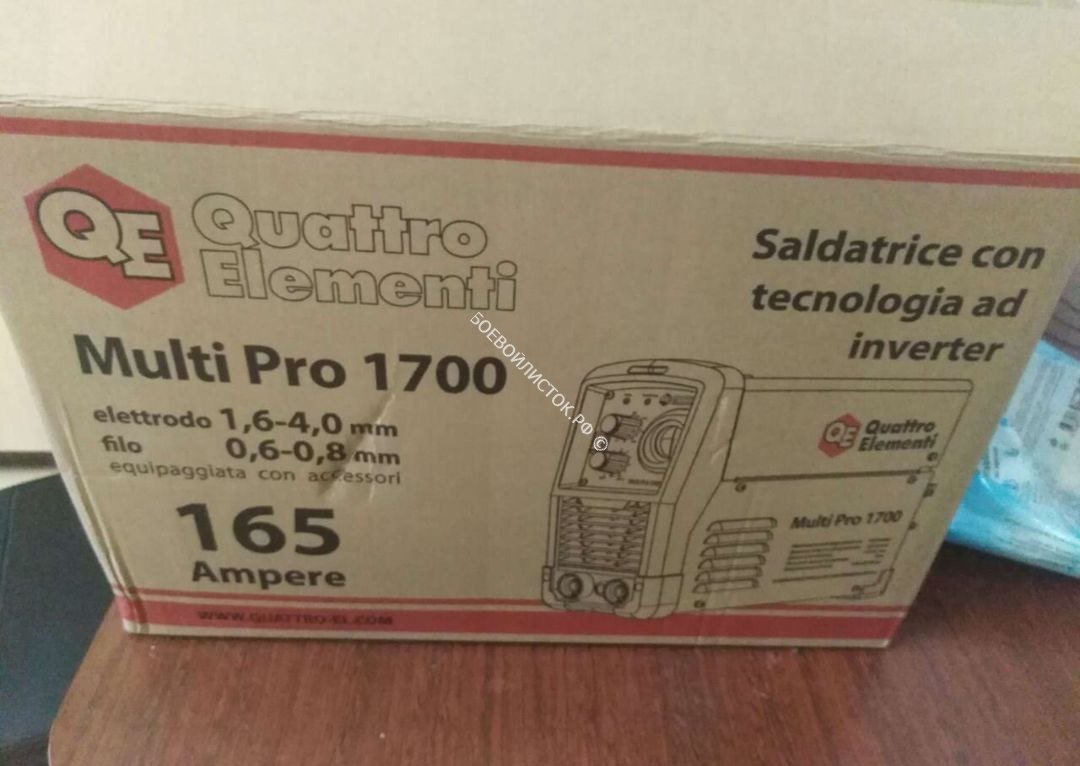 QE
Quattro
Elementi
Saldatrice con
tecnologia ad
inverter
Multi Pro 1700
elettrodo 1,6-4,0 mm
filo 0,6-0,8 mm
equipaggiata con accessori
165
Ampere
WWW.QUATTRO-EL.COM
QE Quattro
Elementi
Multi Pro 1700
БОЕВОЙЛИСТОК.РФ ©